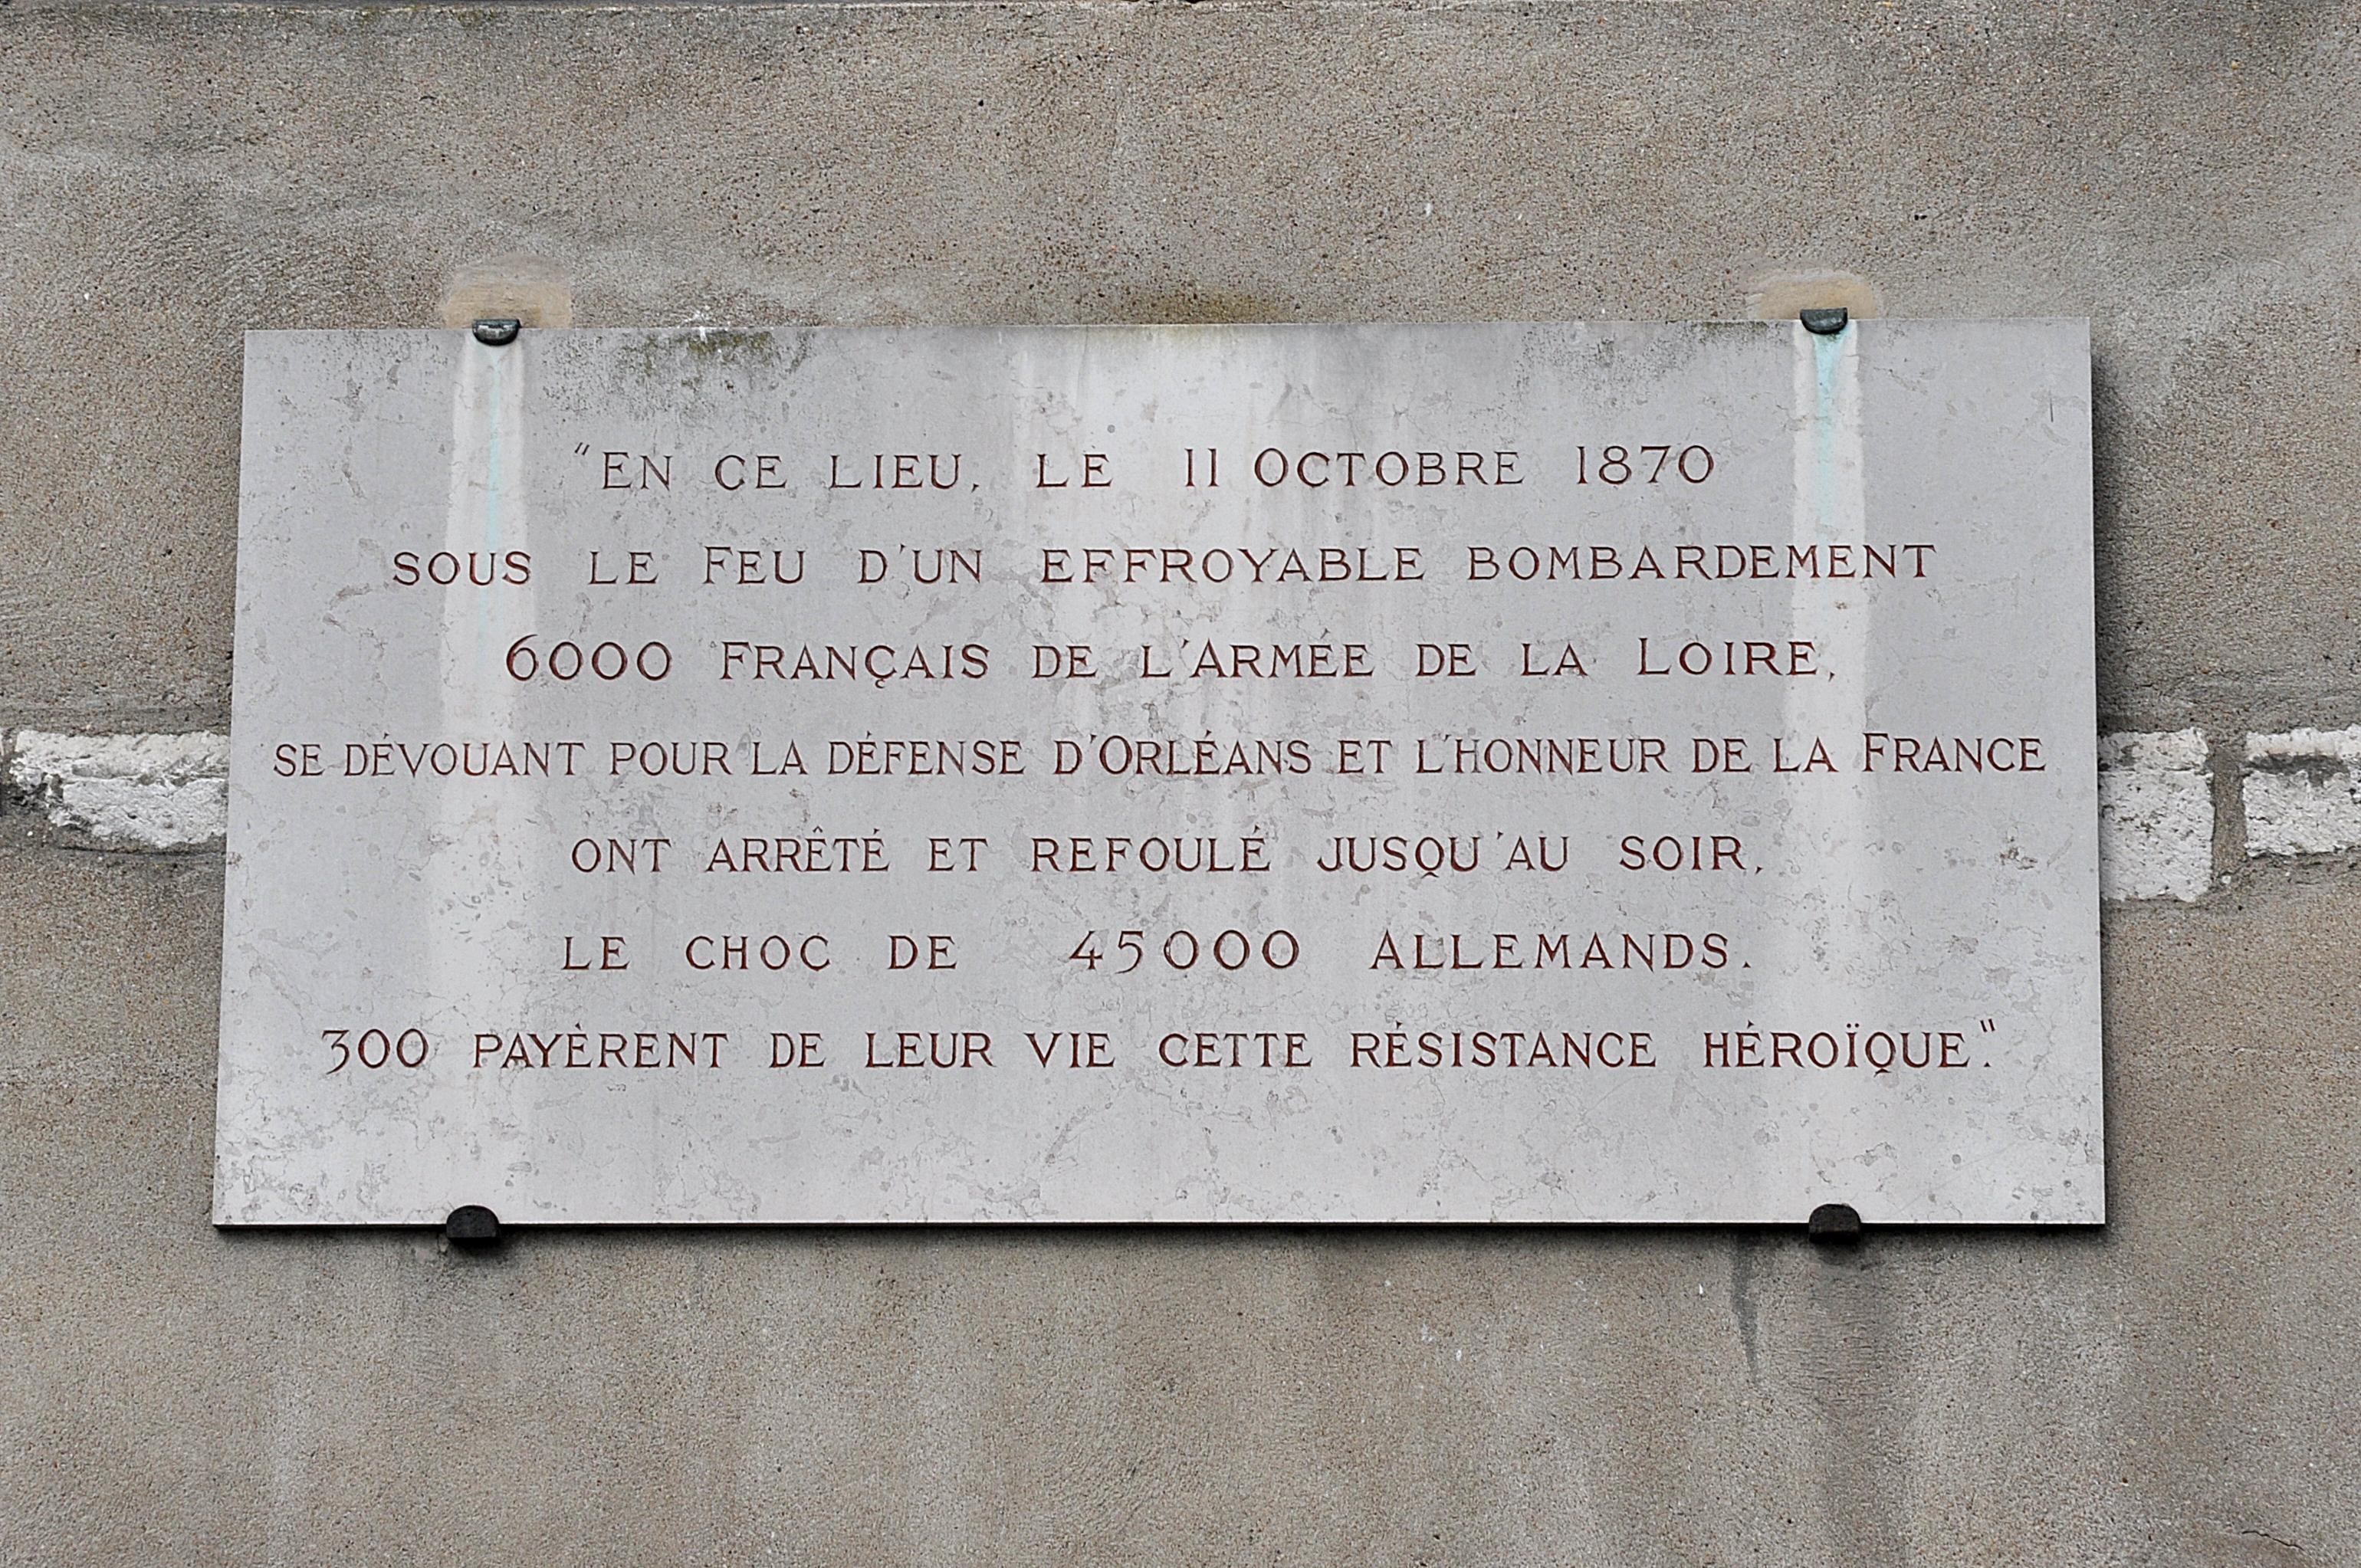 "EN CE LIEU, LE 11 OCTOBRE 1870
SOUS LE FEU D'UN EFFROYABLE BOMBARDEMENT
6000 FRANÇAIS DE L'ARMÉE DE LA LOIRE,
SE DÉVOUANT POUR LA DÉFENSE D'ORLÉANS ET L'HONNEUR DE LA FRANCE
ONT ARRÊTÉ ET REFOULÉ JUSQU'AU SOIR,
LE CHOC DE 45000 ALLEMANDS.
300 PAYÈRENT DE LEUR VIE CETTE RÉSISTANCE HÉROÏQUE."